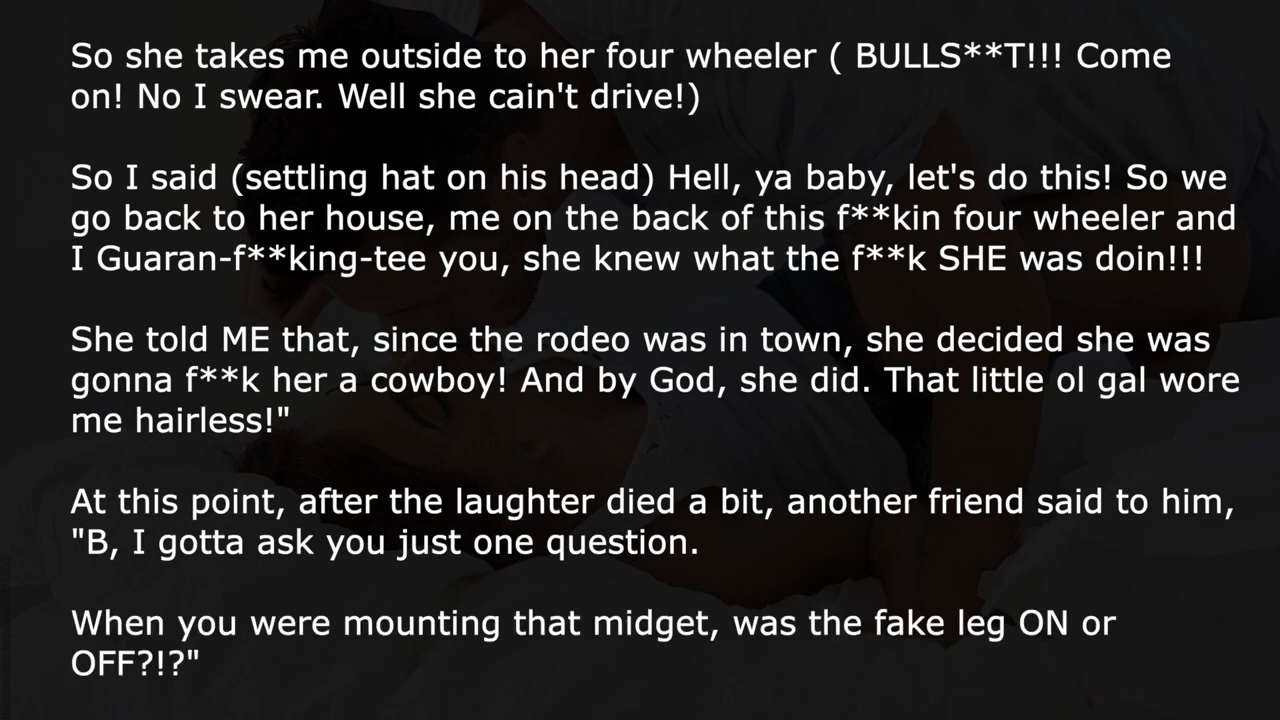 So she takes me outside to her four wheeler ( BULLS**T!!! Come
on! No I swear. Well she cain't drive!)
So I said (settling hat on his head) Hell, ya baby, let's do this! So we
go back to her house, me on the back of this f**kin four wheeler and
I Guaran-f**king-tee you, she knew what the f**k SHE was doin!!!
She told ME that, since the rodeo was in town, she decided she was
gonna f**k her a cowboy! And by God, she did. That little ol gal wore
me hairless!"
At this point, after the laughter died a bit, another friend said to him,
"B, I gotta ask you just one question.
When you were mounting that midget, was the fake leg ON or
OFF?!?"